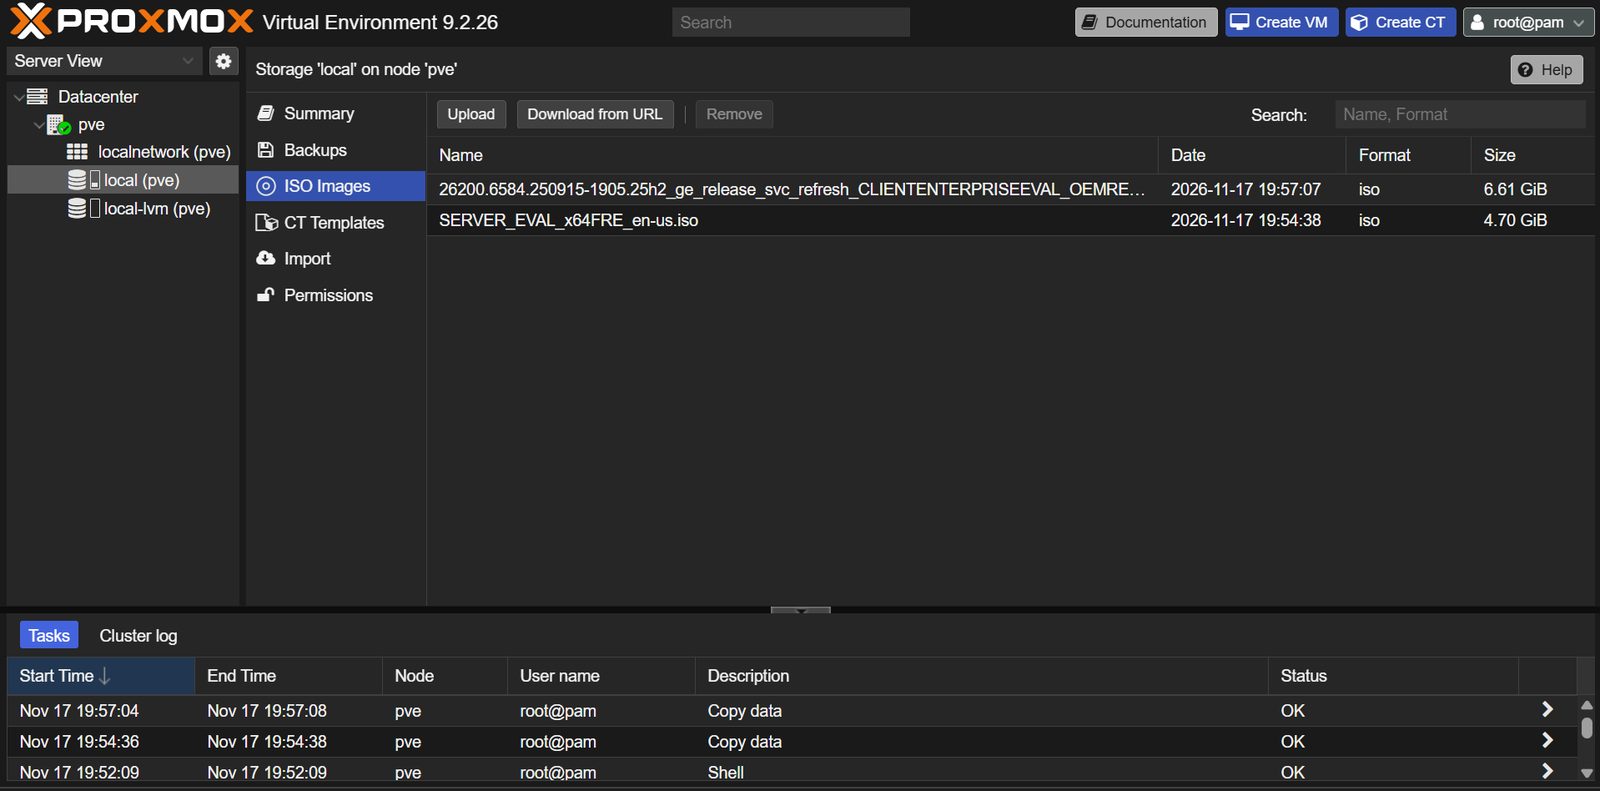 PROXMOX Virtual Environment 9.2.26
Search
Documentation
Create VM
Create CT
root@pam
Server View
Storage 'local' on node 'pve'
Help
Datacenter
pve
localnetwork (pve)
local (pve)
local-lvm (pve)
Summary
Backups
ISO Images
CT Templates
Import
Permissions
Upload
Download from URL
Remove
Search:
Name, Format
Name Date Format Size
26200.6584.250915-1905.25h2_ge_release_svc_refresh_CLIENTENTERPRISEEVAL_OEMRE… 2026-11-17 19:57:07 iso 6.61 GiB
SERVER_EVAL_x64FRE_en-us.iso 2026-11-17 19:54:38 iso 4.70 GiB
Tasks
Cluster log
Start Time End Time Node User name Description Status
Nov 17 19:57:04 Nov 17 19:57:08 pve root@pam Copy data OK
Nov 17 19:54:36 Nov 17 19:54:38 pve root@pam Copy data OK
Nov 17 19:52:09 Nov 17 19:52:09 pve root@pam Shell OK